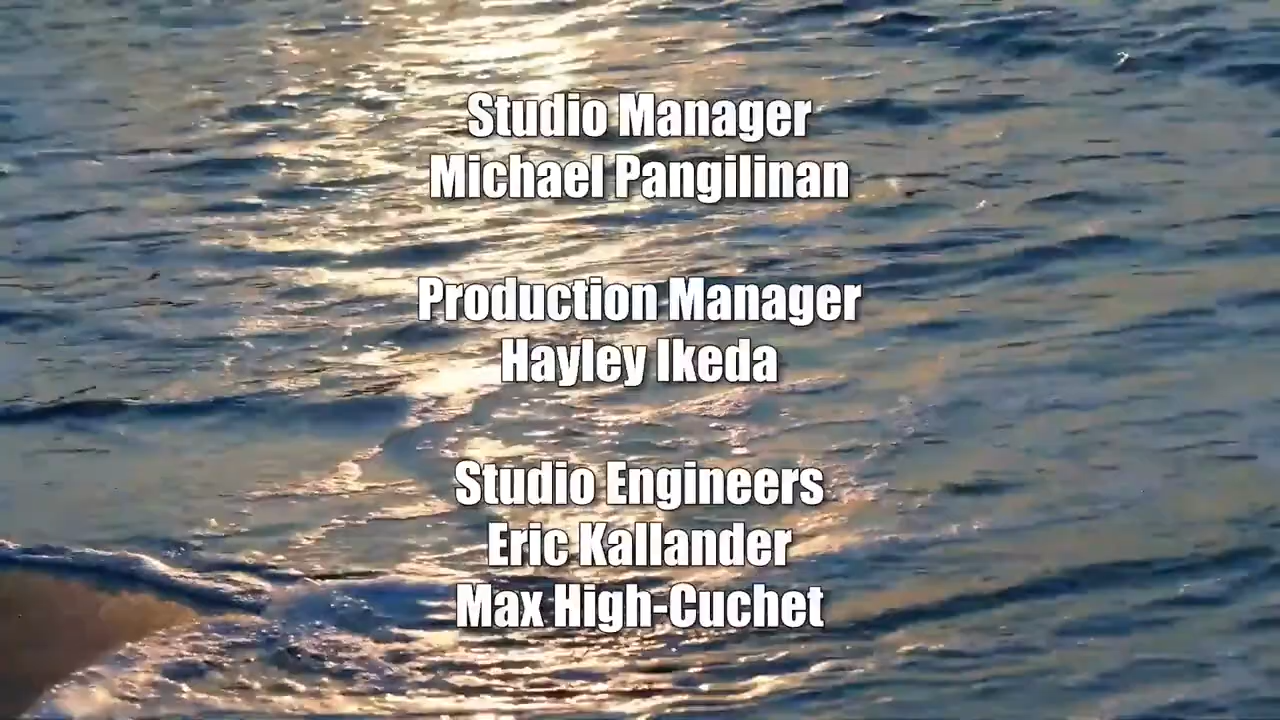 Studio Manager
Michael Pangilinan
Production Manager
Hayley Ikeda
Studio Engineers
Eric Kallander
Max High-Cuchet